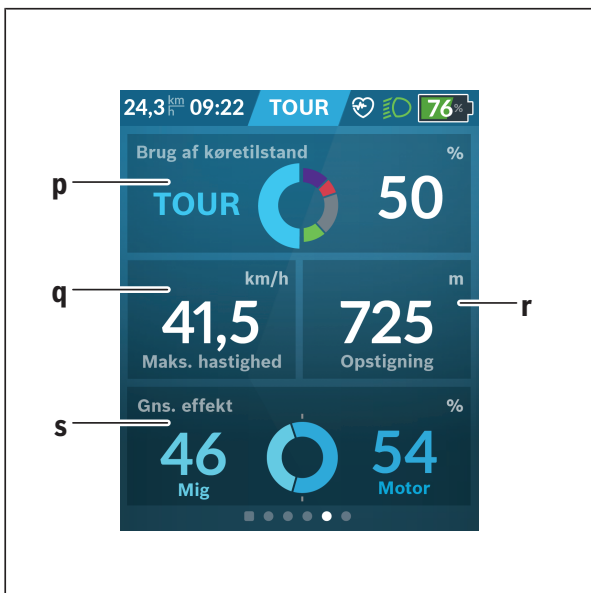 24,3 km/h 09:22 TOUR 76%
Brug af køretilstand %
p
TOUR 50
q
km/h
41,5
Maks. hastighed
m
725
Opstigning
r
Gns. effekt %
s
46 54
Mig Motor